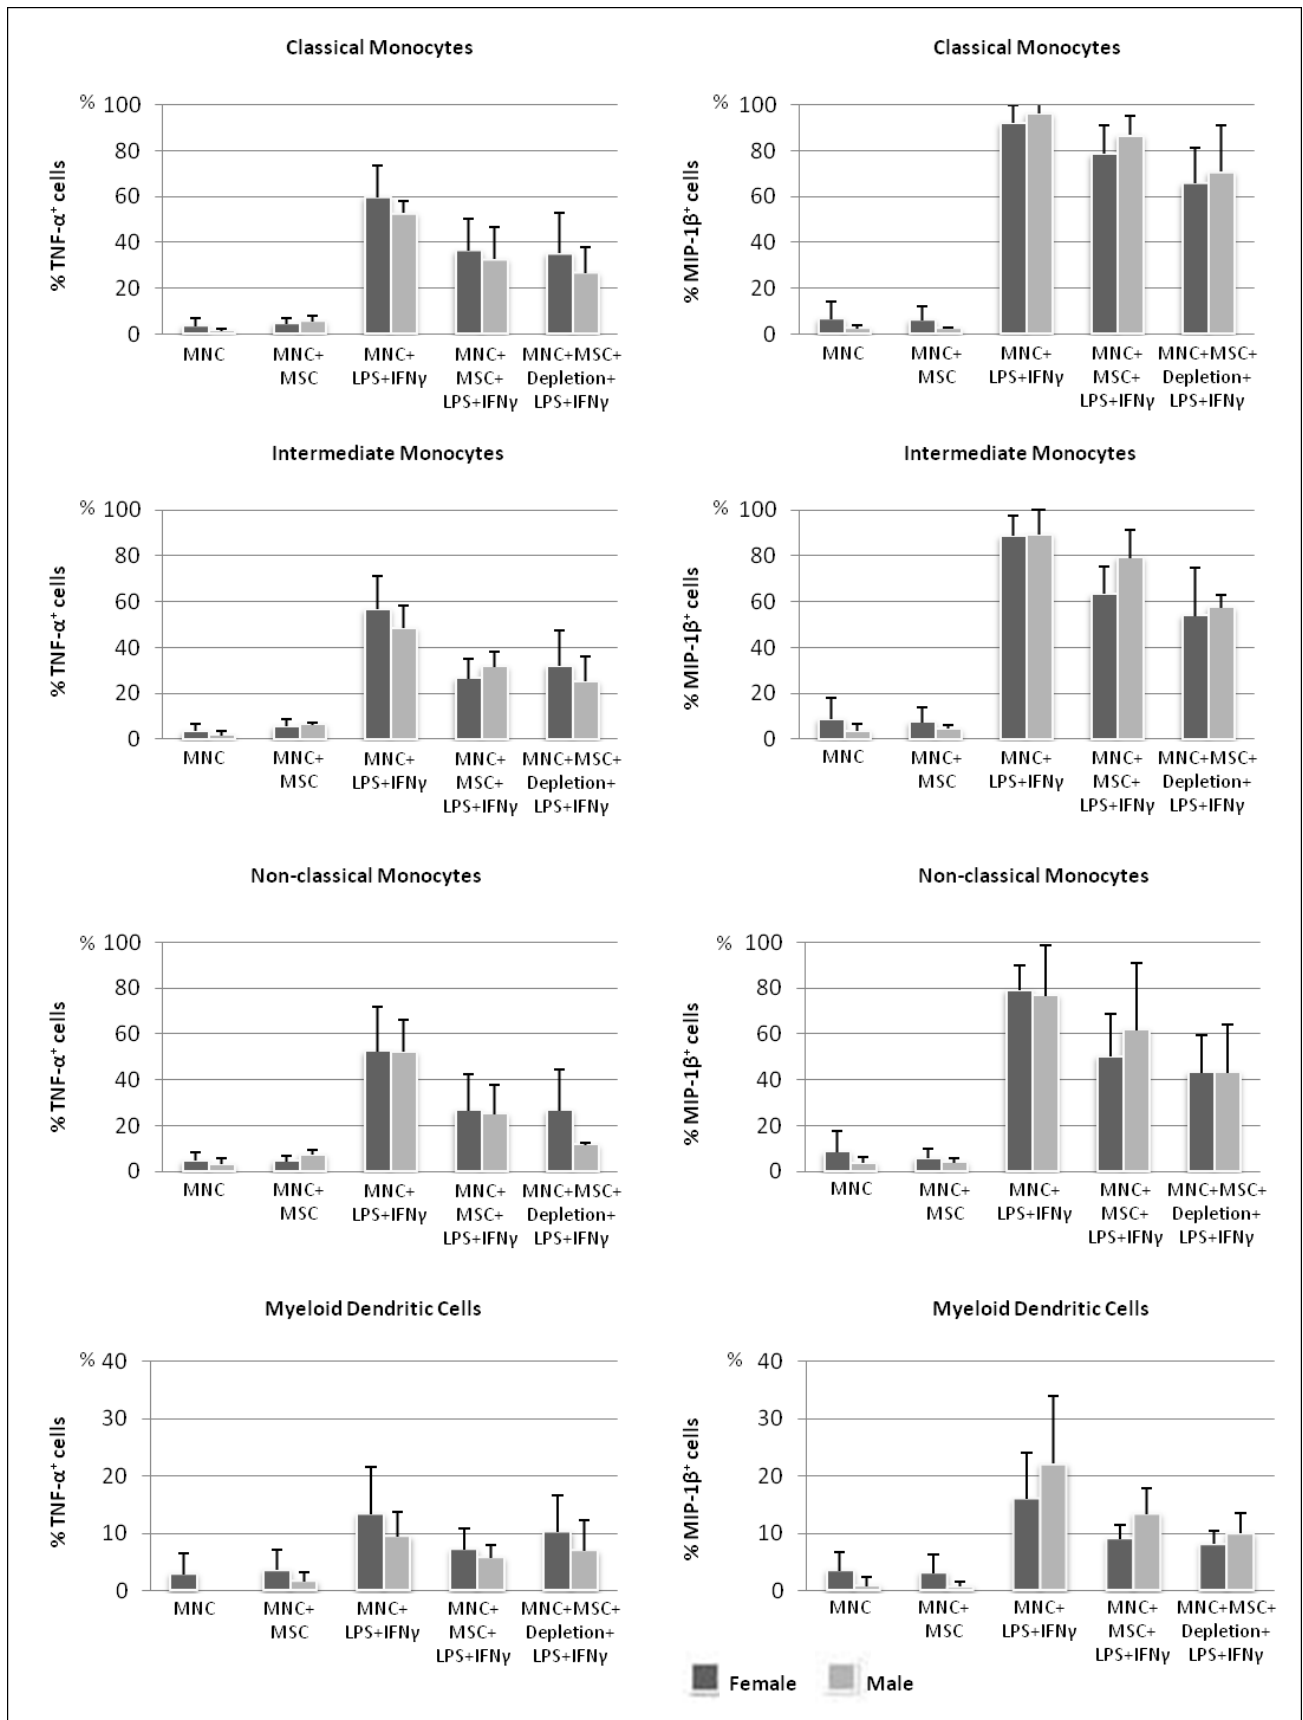 Classical Monocytes
% 100
80
60
40
20
0
% TNF-α⁺ cells
MNC MNC+ MNC+ MNC+ MNC+MSC+
MSC LPS+IFNγ MSC+ Depletion+
LPS+IFNγ LPS+IFNγ
Classical Monocytes
% 100
80
60
40
20
0
% MIP-1β⁺ cells
MNC MNC+ MNC+ MNC+ MNC+MSC+
MSC LPS+IFNγ MSC+ Depletion+
LPS+IFNγ LPS+IFNγ
Intermediate Monocytes
% 100
80
60
40
20
0
% TNF-α⁺ cells
MNC MNC+ MNC+ MNC+ MNC+MSC+
MSC LPS+IFNγ MSC+ Depletion+
LPS+IFNγ LPS+IFNγ
Intermediate Monocytes
% 100
80
60
40
20
0
% MIP-1β⁺ cells
MNC MNC+ MNC+ MNC+ MNC+MSC+
MSC LPS+IFNγ MSC+ Depletion+
LPS+IFNγ LPS+IFNγ
Non-classical Monocytes
% 100
80
60
40
20
0
% TNF-α⁺ cells
MNC MNC+ MNC+ MNC+ MNC+MSC+
MSC LPS+IFNγ MSC+ Depletion+
LPS+IFNγ LPS+IFNγ
Non-classical Monocytes
% 100
80
60
40
20
0
% MIP-1β⁺ cells
MNC MNC+ MNC+ MNC+ MNC+MSC+
MSC LPS+IFNγ MSC+ Depletion+
LPS+IFNγ LPS+IFNγ
Myeloid Dendritic Cells
% 40
30
20
10
0
% TNF-α⁺ cells
MNC MNC+ MNC+ MNC+ MNC+MSC+
MSC LPS+IFNγ MSC+ Depletion+
LPS+IFNγ LPS+IFNγ
Myeloid Dendritic Cells
% 40
30
20
10
0
% MIP-1β⁺ cells
MNC MNC+ MNC+ MNC+ MNC+MSC+
MSC LPS+IFNγ MSC+ Depletion+
LPS+IFNγ LPS+IFNγ
Female Male